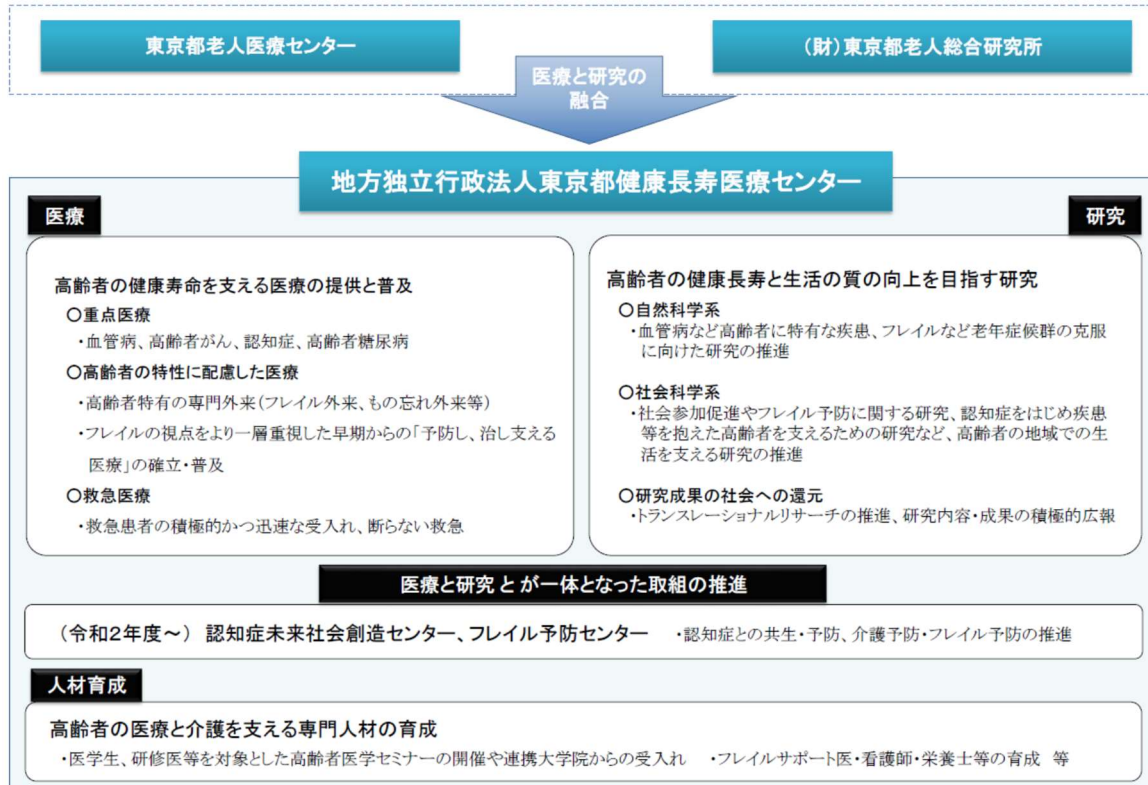 東京都老人医療センター
(財)東京都老人総合研究所
医療と研究の
融合
地方独立行政法人東京都健康長寿医療センター
医療
高齢者の健康寿命を支える医療の提供と普及
○重点医療
・血管病、高齢者がん、認知症、高齢者糖尿病
○高齢者の特性に配慮した医療
・高齢者特有の専門外来(フレイル外来、もの忘れ外来等)
・フレイルの視点をより一層重視した早期からの「予防し、治し支える
医療」の確立・普及
○救急医療
・救急患者の積極的かつ迅速な受入れ、断らない救急
研究
高齢者の健康長寿と生活の質の向上を目指す研究
○自然科学系
・血管病など高齢者に特有な疾患、フレイルなど老年症候群の克服
に向けた研究の推進
○社会科学系
・社会参加促進やフレイル予防に関する研究、認知症をはじめ疾患
等を抱えた高齢者を支えるための研究など、高齢者の地域での生
活を支える研究の推進
○研究成果の社会への還元
・トランスレーショナルリサーチの推進、研究内容・成果の積極的広報
医療と研究とが一体となった取組の推進
(令和2年度~) 認知症未来社会創造センター、フレイル予防センター ・認知症との共生・予防、介護予防・フレイル予防の推進
人材育成
高齢者の医療と介護を支える専門人材の育成
・医学生、研修医等を対象とした高齢者医学セミナーの開催や連携大学院からの受入れ ・フレイルサポート医・看護師・栄養士等の育成 等